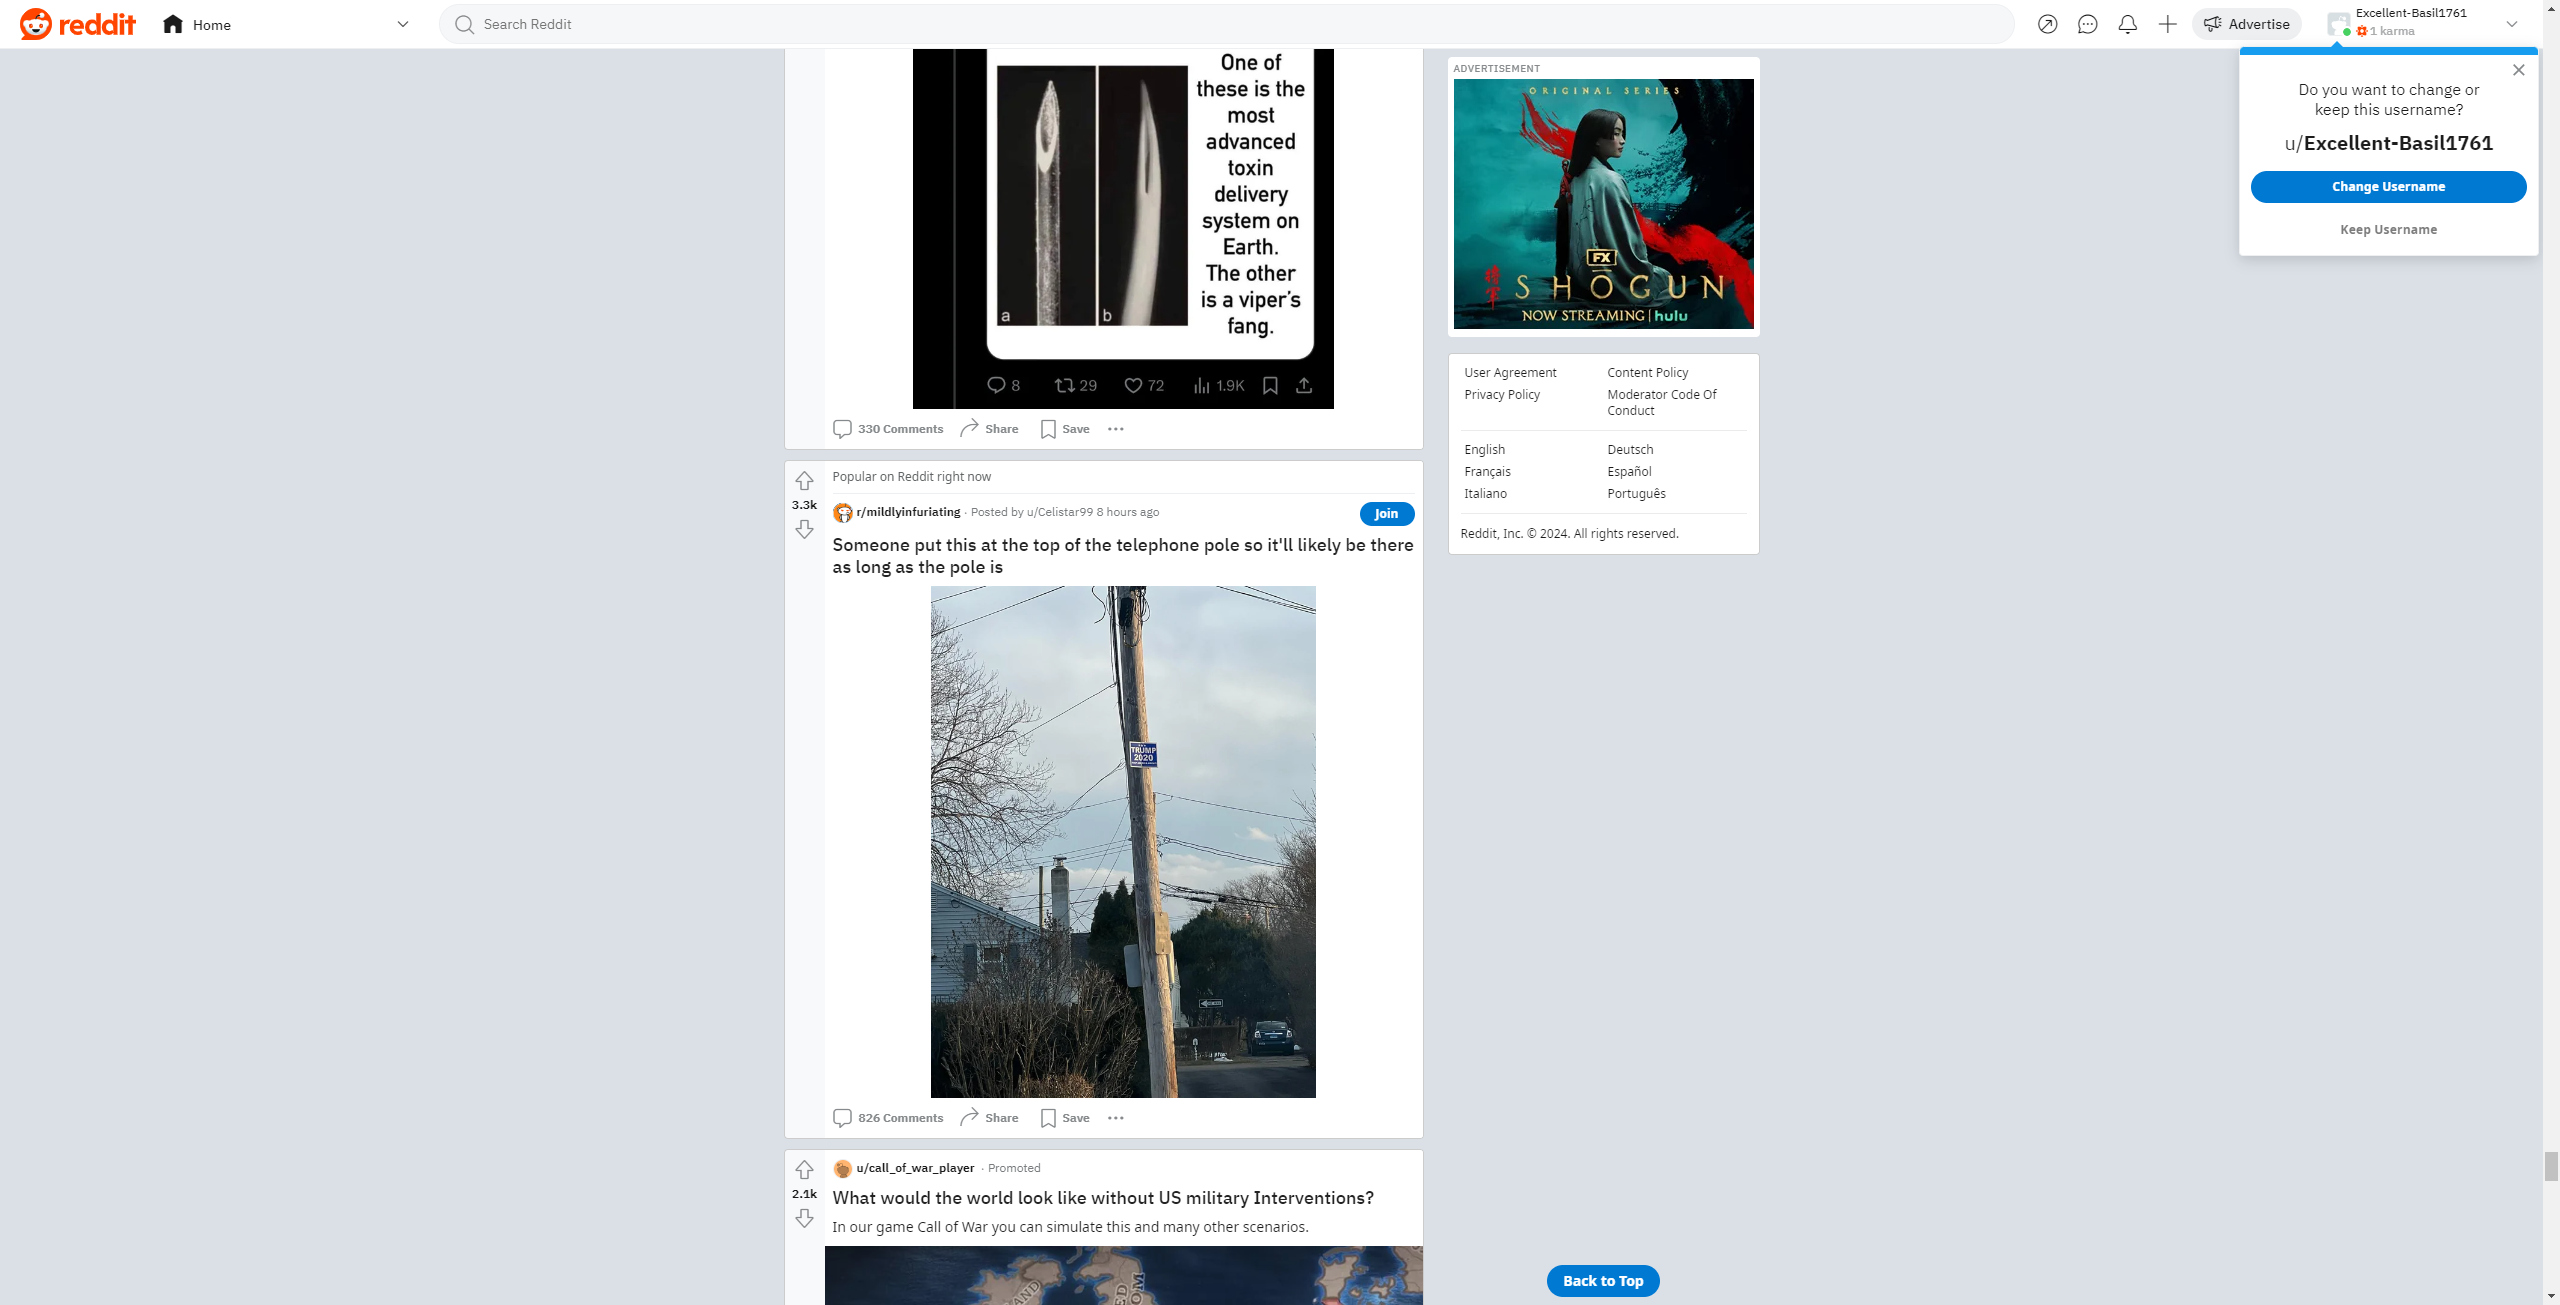 reddit
Home
Search Reddit
Advertise
Excellent-Basil1761
1 karma
Do you want to change or
keep this username?
u/Excellent-Basil1761
Change Username
Keep Username
One of
these is the
most
advanced
toxin
delivery
system on
Earth.
The other
is a viper's
fang.
a
b
8
29
72
1.9K
330 Comments
Share
Save
Popular on Reddit right now
3.3k
r/mildlyinfuriating · Posted by u/Celistar99 8 hours ago
Join
Someone put this at the top of the telephone pole so it'll likely be there
as long as the pole is
TRUMP
2020
826 Comments
Share
Save
u/call_of_war_player · Promoted
2.1k
What would the world look like without US military Interventions?
In our game Call of War you can simulate this and many other scenarios.
ADVERTISEMENT
ORIGINAL SERIES
FX
SHŌGUN
NOW STREAMING | hulu
User Agreement
Content Policy
Privacy Policy
Moderator Code Of
Conduct
English
Deutsch
Français
Español
Italiano
Português
Reddit, Inc. © 2024. All rights reserved.
Back to Top